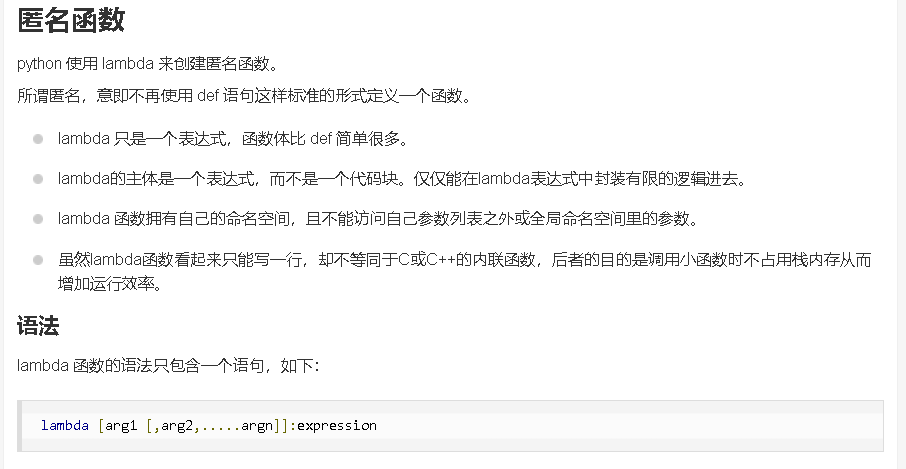 匿名函数
python 使用 lambda 来创建匿名函数。
所谓匿名，意即不再使用 def 语句这样标准的形式定义一个函数。
lambda 只是一个表达式，函数体比 def 简单很多。
lambda的主体是一个表达式，而不是一个代码块。仅仅能在lambda表达式中封装有限的逻辑进去。
lambda 函数拥有自己的命名空间，且不能访问自己参数列表之外或全局命名空间里的参数。
虽然lambda函数看起来只能写一行，却不等同于C或C++的内联函数，后者的目的是调用小函数时不占用栈内存从而
增加运行效率。
语法
lambda 函数的语法只包含一个语句，如下：
lambda [arg1 [,arg2,.....argn]]:expression